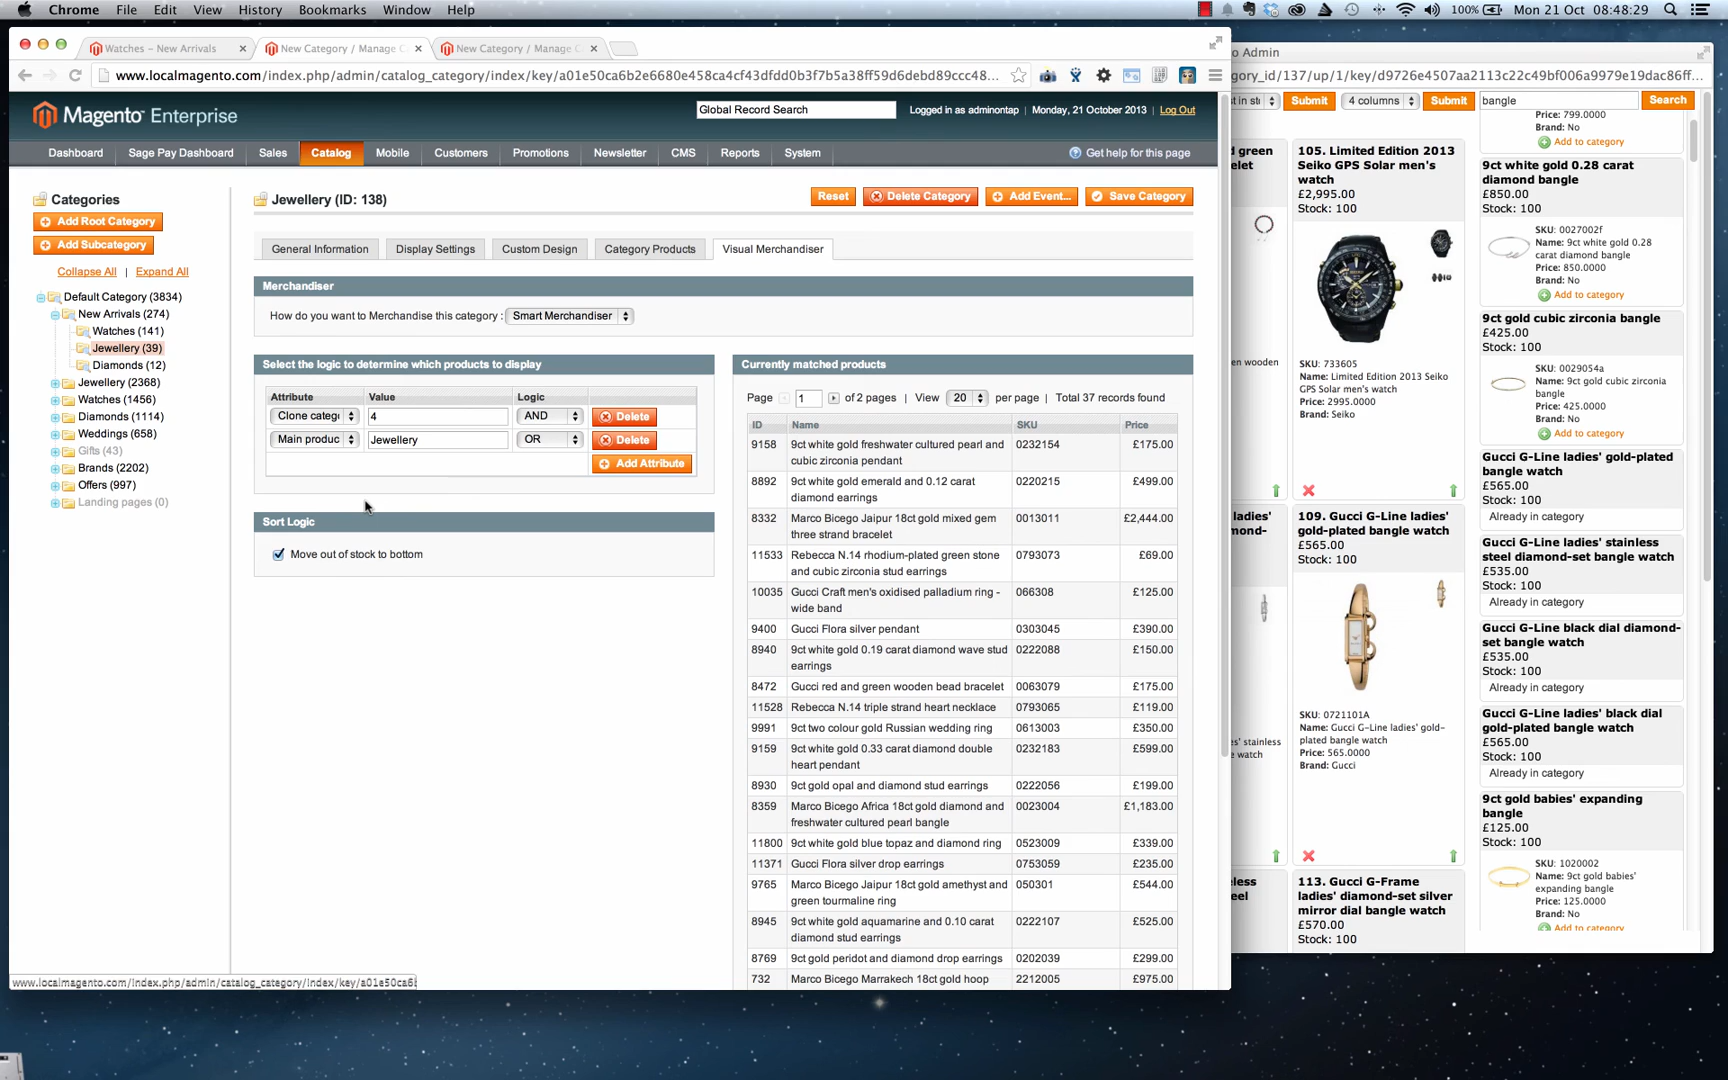 Chrome File Edit View History Bookmarks Window Help
100% Mon 21 Oct 08:48:29
Watches – New Arrivals
New Category / Manage C
New Category / Manage C
www.localmagento.com/index.php/admin/catalog_category/index/key/a01e50ca6b2e6680e458ca4cf43dfdd0b3f7b5a38ff59d6debd89ccc48...
Magento Enterprise
Global Record Search
Logged in as adminontap | Monday, 21 October 2013 | Log Out
Dashboard Sage Pay Dashboard Sales Catalog Mobile Customers Promotions Newsletter CMS Reports System
Get help for this page
Categories
Add Root Category
Add Subcategory
Collapse All | Expand All
Default Category (3834)
New Arrivals (274)
Watches (141)
Jewellery (39)
Diamonds (12)
Jewellery (2368)
Watches (1456)
Diamonds (1114)
Weddings (658)
Gifts (43)
Brands (2202)
Offers (997)
Landing pages (0)
Jewellery (ID: 138)
Reset Delete Category Add Event... Save Category
General Information Display Settings Custom Design Category Products Visual Merchandiser
Merchandiser
How do you want to Merchandise this category : Smart Merchandiser
Select the logic to determine which products to display
Attribute Value Logic
Clone categ 4 AND Delete
Main produc Jewellery OR Delete
Add Attribute
Sort Logic
Move out of stock to bottom
Currently matched products
Page 1 of 2 pages | View 20 per page | Total 37 records found
ID Name SKU Price
9158 9ct white gold freshwater cultured pearl and 0232154 £175.00
cubic zirconia pendant
8892 9ct white gold emerald and 0.12 carat 0220215 £499.00
diamond earrings
8332 Marco Bicego Jaipur 18ct gold mixed gem 0013011 £2,444.00
three strand bracelet
11533 Rebecca N.14 rhodium-plated green stone 0793073 £69.00
and cubic zirconia stud earrings
10035 Gucci Craft men's oxidised palladium ring - 066308 £125.00
wide band
9400 Gucci Flora silver pendant 0303045 £390.00
8940 9ct white gold 0.19 carat diamond wave stud 0222088 £150.00
earrings
8472 Gucci red and green wooden bead bracelet 0063079 £175.00
11528 Rebecca N.14 triple strand heart necklace 0793065 £119.00
9991 9ct two colour gold Russian wedding ring 0613003 £350.00
9159 9ct white gold 0.33 carat diamond double 0232183 £599.00
heart pendant
8930 9ct gold opal and diamond stud earrings 0222056 £199.00
8359 Marco Bicego Africa 18ct gold diamond and 0023004 £1,183.00
freshwater cultured pearl bangle
11800 9ct white gold blue topaz and diamond ring 0523009 £339.00
11371 Gucci Flora silver drop earrings 0753059 £235.00
9765 Marco Bicego Jaipur 18ct gold amethyst and 050301 £544.00
green tourmaline ring
8945 9ct white gold aquamarine and 0.10 carat 0222107 £525.00
diamond stud earrings
8769 9ct gold peridot and diamond drop earrings 0202039 £299.00
732 Marco Bicego Marrakech 18ct gold hoop 2212005 £975.00
www.localmagento.com/index.php/admin/catalog_category/index/key/a01e50ca6b
o Admin
gory_id/137/up/1/key/d9726e4507aa2113c22c49bf006a9979e19dac86ff...
t in st Submit 4 columns Submit bangle Search
d green
elet
wooden
ladies'
mond-
's' stainless
e watch
eless
eel
105. Limited Edition 2013
Seiko GPS Solar men's
watch
£2,995.00
Stock: 100
SKU: 733605
Name: Limited Edition 2013 Seiko
GPS Solar men's watch
Price: 2995.0000
Brand: Seiko
109. Gucci G-Line ladies'
gold-plated bangle watch
£565.00
Stock: 100
SKU: 0721101A
Name: Gucci G-Line ladies' gold-
plated bangle watch
Price: 565.0000
Brand: Gucci
113. Gucci G-Frame
ladies' diamond-set silver
mirror dial bangle watch
£570.00
Stock: 100
Price: 799.0000
Brand: No
Add to category
9ct white gold 0.28 carat
diamond bangle
£850.00
Stock: 100
SKU: 0027002f
Name: 9ct white gold 0.28
carat diamond bangle
Price: 850.0000
Brand: No
Add to category
9ct gold cubic zirconia bangle
£425.00
Stock: 100
SKU: 0029054a
Name: 9ct gold cubic zirconia
bangle
Price: 425.0000
Brand: No
Add to category
Gucci G-Line ladies' gold-plated
bangle watch
£565.00
Stock: 100
Already in category
Gucci G-Line ladies' stainless
steel diamond-set bangle watch
£535.00
Stock: 100
Already in category
Gucci G-Line black dial diamond-
set bangle watch
£535.00
Stock: 100
Already in category
Gucci G-Line ladies' black dial
gold-plated bangle watch
£565.00
Stock: 100
Already in category
9ct gold babies' expanding
bangle
£125.00
Stock: 100
SKU: 1020002
Name: 9ct gold babies'
expanding bangle
Price: 125.0000
Brand: No
Add to category